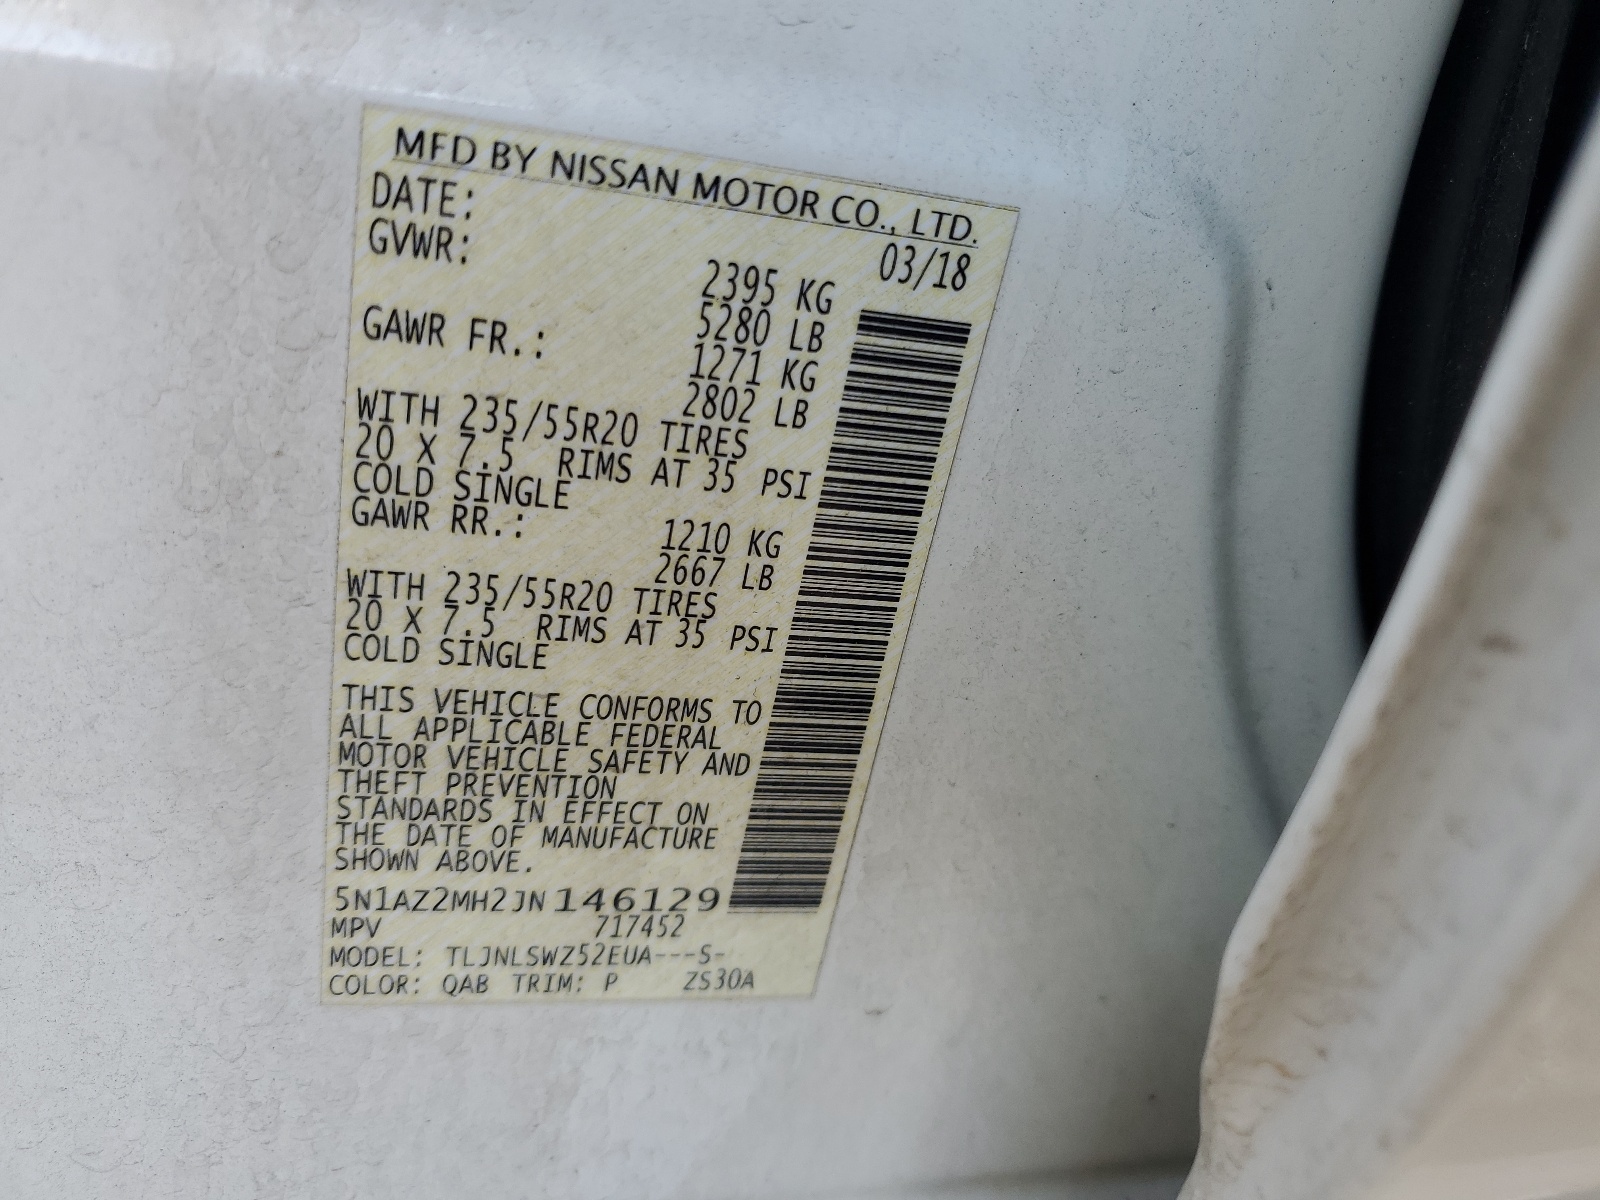 MFD BY NISSAN MOTOR CO., LTD.
DATE: 03/18
GVWR: 2395 KG
5280 LB
GAWR FR.: 1271 KG
2802 LB
WITH 235/55R20 TIRES
20 X 7.5 RIMS AT 35 PSI
COLD SINGLE
GAWR RR.: 1210 KG
2667 LB
WITH 235/55R20 TIRES
20 X 7.5 RIMS AT 35 PSI
COLD SINGLE
THIS VEHICLE CONFORMS TO
ALL APPLICABLE FEDERAL
MOTOR VEHICLE SAFETY AND
THEFT PREVENTION
STANDARDS IN EFFECT ON
THE DATE OF MANUFACTURE
SHOWN ABOVE.
5N1AZ2MH2JN146129
MPV 717452
MODEL: TLJNLSWZ52EUA---S-
COLOR: QAB TRIM: P ZS30A